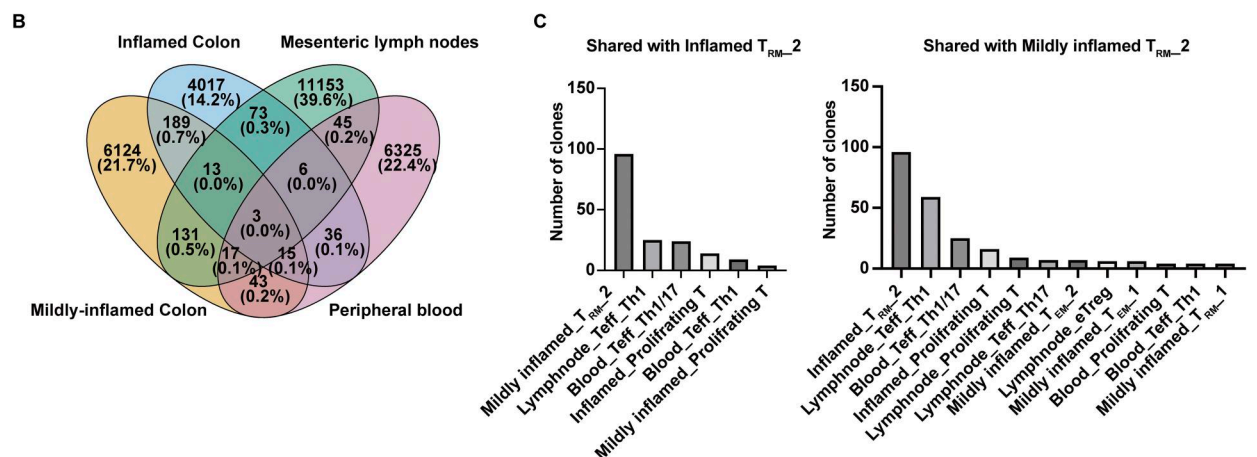 B
Inflamed Colon
Mesenteric lymph nodes
4017
(14.2%)
11153
(39.6%)
189
(0.7%)
73
(0.3%)
45
(0.2%)
6124
(21.7%)
6325
(22.4%)
13
(0.0%)
6
(0.0%)
3
(0.0%)
131
(0.5%)
17
(0.1%)
15
(0.1%)
36
(0.1%)
43
(0.2%)
Mildly-inflamed Colon
Peripheral blood
C
Shared with Inflamed TRM_2
Number of clones
150
100
50
0
Mildly inflamed_TRM_2
Lymphnode_Teff_Th1
Blood_Teff_Th1/17
Inflamed_Prolifrating T
Blood_Teff_Th1
Mildly inflamed_Prolifrating T
Shared with Mildly inflamed TRM_2
Number of clones
150
100
50
0
Inflamed_TRM_2
Lymphnode_Teff_Th1
Blood_Teff_Th1/17
Inflamed_Prolifrating T
Lymphnode_Prolifrating T
Lymphnode_Teff_Th17
Mildly inflamed_TEM_2
Lymphnode_eTreg
Mildly inflamed_TEM_1
Blood_Prolifrating T
Blood_Teff_Th1
Mildly inflamed_TRM_1